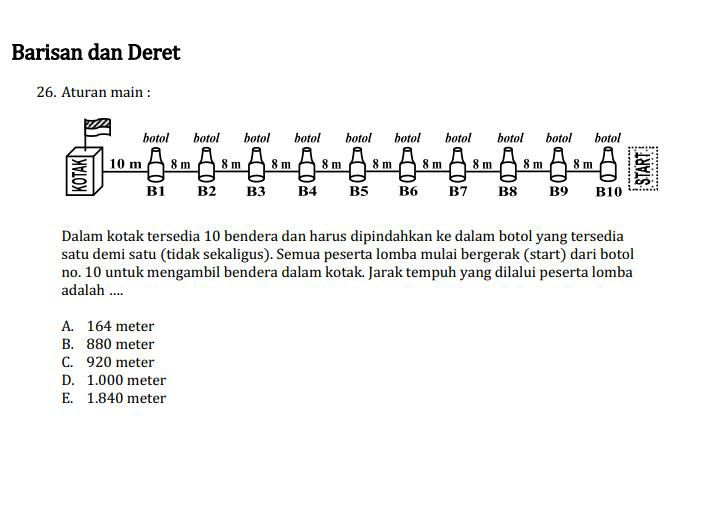 Barisan dan Deret
26. Aturan main :
botol botol botol botol botol botol botol botol botol botol
KOTAK 10 m 8 m 8 m 8 m 8 m 8 m 8 m 8 m 8 m 8 m START
B1 B2 B3 B4 B5 B6 B7 B8 B9 B10
Dalam kotak tersedia 10 bendera dan harus dipindahkan ke dalam botol yang tersedia
satu demi satu (tidak sekaligus). Semua peserta lomba mulai bergerak (start) dari botol
no. 10 untuk mengambil bendera dalam kotak. Jarak tempuh yang dilalui peserta lomba
adalah ....
A. 164 meter
B. 880 meter
C. 920 meter
D. 1.000 meter
E. 1.840 meter